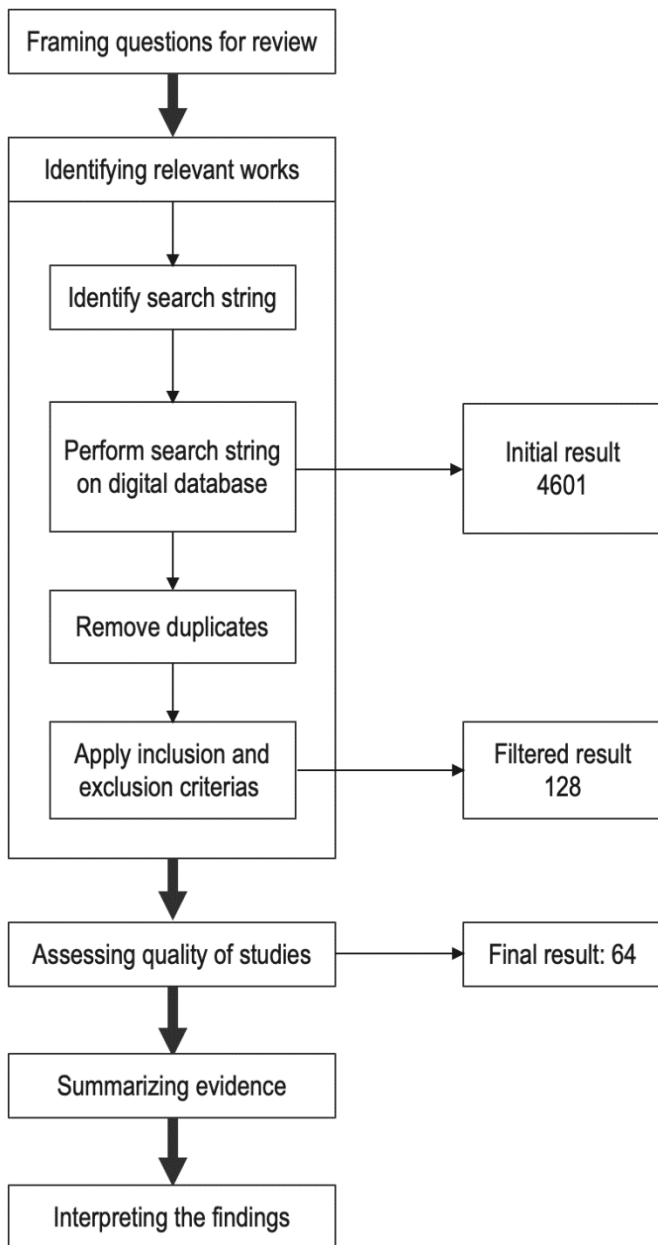 Framing questions for review
Identifying relevant works
Identify search string
Perform search string
on digital database
Initial result
4601
Remove duplicates
Apply inclusion and
exclusion criterias
Filtered result
128
Assessing quality of studies
Final result: 64
Summarizing evidence
Interpreting the findings